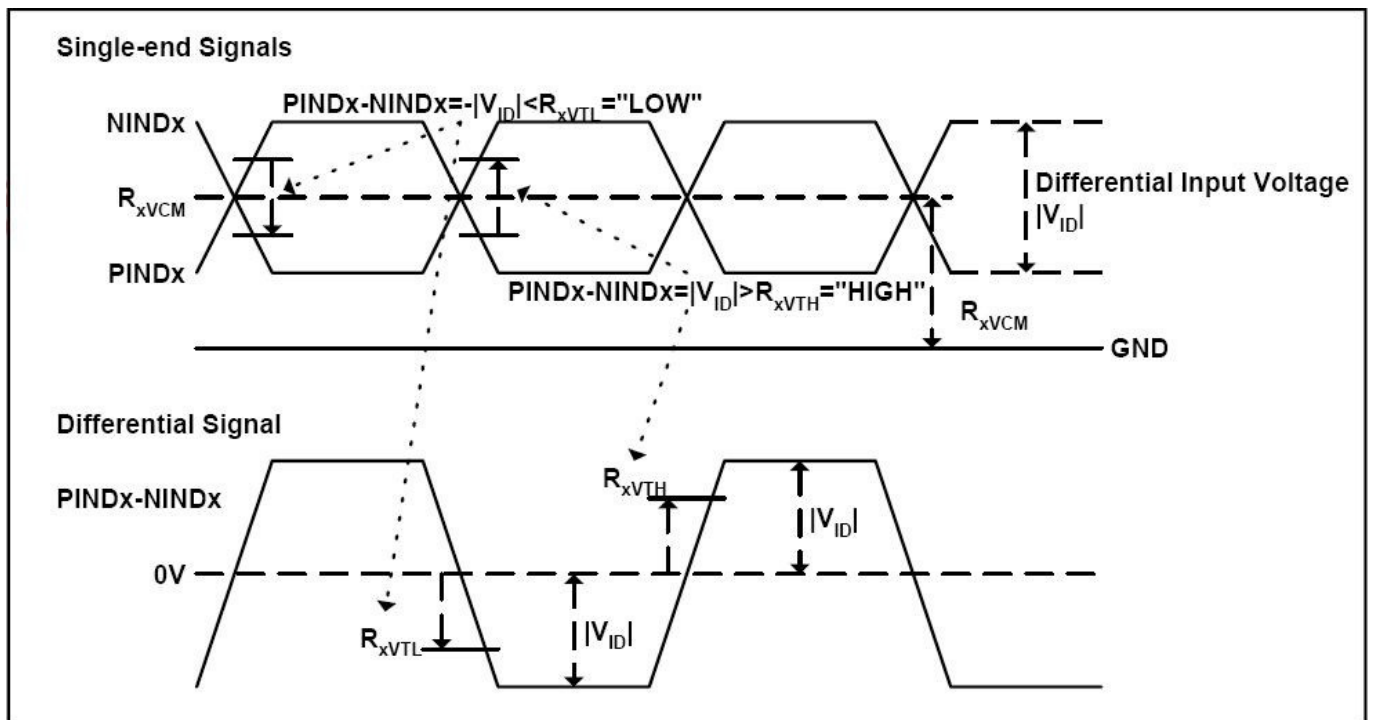 Single-end Signals
PINDx-NINDx=-|VID|<RxVTL="LOW"
NINDx
RxVCM
Differential Input Voltage
|VID|
PINDx
PINDx-NINDx=|VID|>RxVTH="HIGH"
RxVCM
GND
Differential Signal
RxVTH
PINDx-NINDx
|VID|
0V
RxVTL
|VID|